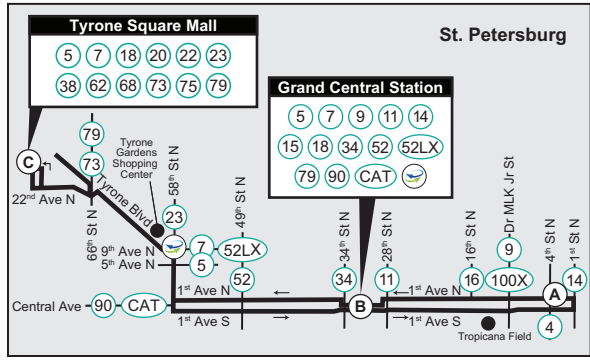 Tyrone Square Mall
5 7 18 20 22 23
38 62 68 73 75 79
St. Petersburg
Grand Central Station
5 7 9 11 14
15 18 34 52 52LX
79 90 CAT
C
79
73
22nd Ave N
66th St N
Tyrone Blvd
Tyrone
Gardens
Shopping
Center
58th St N
23
9th Ave N
7
52LX
5th Ave N
5
49th St N
52
Central Ave
90
CAT
1st Ave N
1st Ave S
34th St N
34
B
28th St N
11
1st Ave N
1st Ave S
16th St N
16
Dr MLK Jr St
9
100X
Tropicana Field
4th St N
A
4
1st St N
14